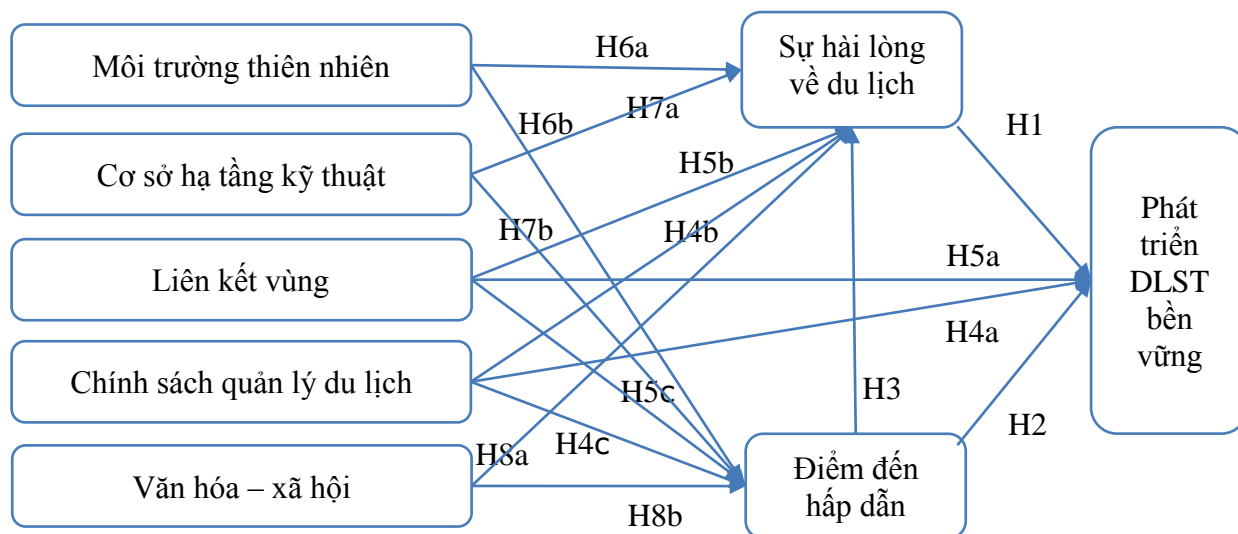 Môi trường thiên nhiên
Cơ sở hạ tầng kỹ thuật
Liên kết vùng
Chính sách quản lý du lịch
Văn hóa – xã hội
H6a
H7a
H6b
H5b
H7b
H4b
H5c
H4c
H8a
H8b
Sự hài lòng
về du lịch
H3
Điểm đến
hấp dẫn
H1
H5a
H4a
H2
Phát
triển
DLST
bền
vững